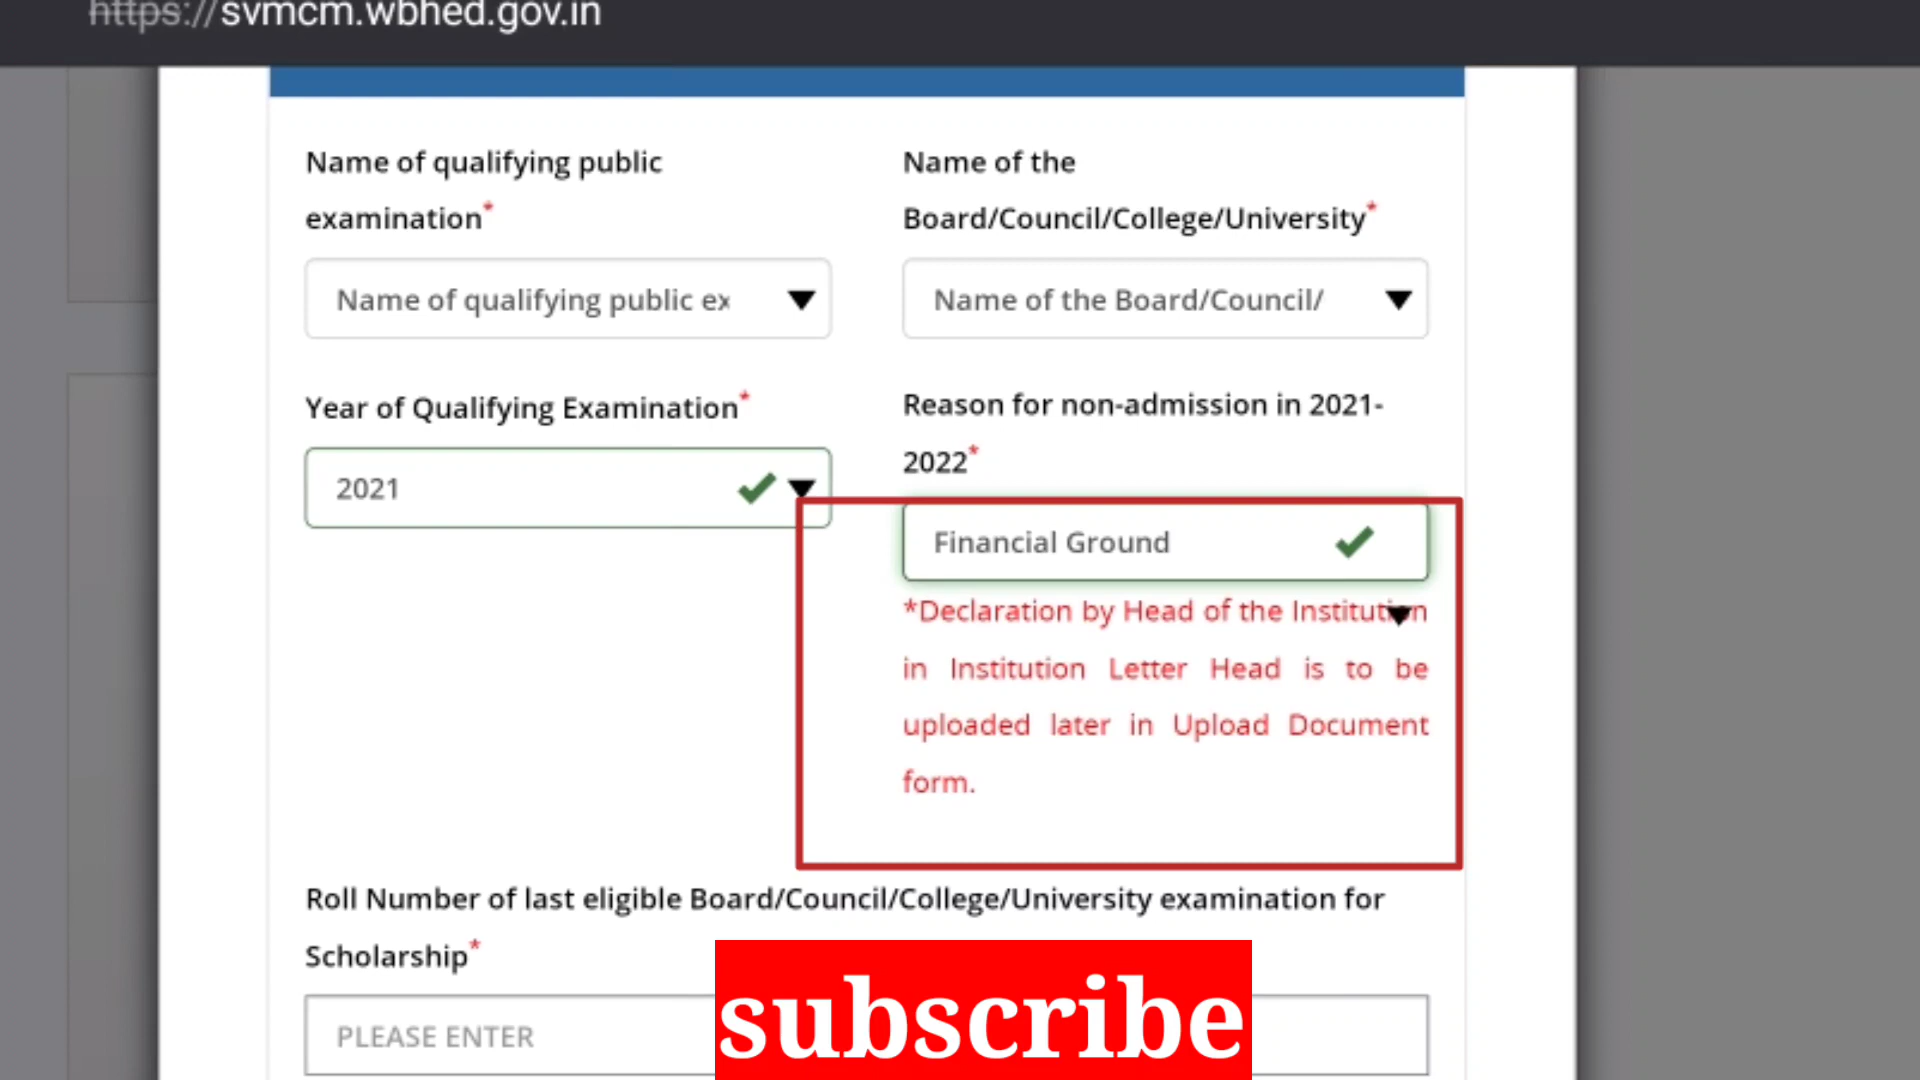 https://svmcm.wbhed.gov.in
Name of qualifying public
examination*
Name of the
Board/Council/College/University*
Name of qualifying public ex
Name of the Board/Council/
Year of Qualifying Examination*
Reason for non-admission in 2021-
2022*
2021
Financial Ground
*Declaration by Head of the Institution
in Institution Letter Head is to be
uploaded later in Upload Document
form.
Roll Number of last eligible Board/Council/College/University examination for
Scholarship*
PLEASE ENTER
subscribe